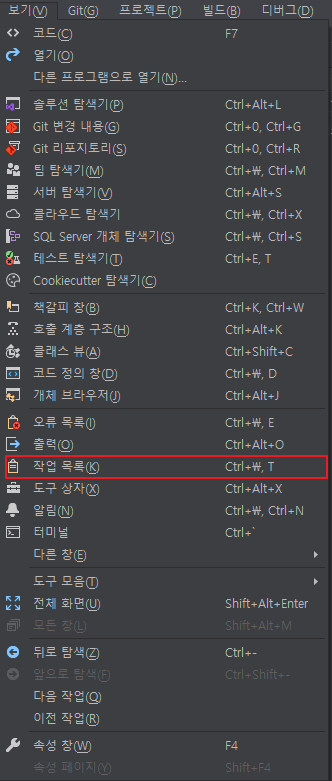 보기(V) Git(G) 프로젝트(P) 빌드(B) 디버그(D)
코드(C) F7
열기(O)
다른 프로그램으로 열기(N)...
솔루션 탐색기(P) Ctrl+Alt+L
Git 변경 내용(G) Ctrl+0, Ctrl+G
Git 리포지토리(S) Ctrl+0, Ctrl+R
팀 탐색기(M) Ctrl+₩, Ctrl+M
서버 탐색기(V) Ctrl+Alt+S
클라우드 탐색기 Ctrl+₩, Ctrl+X
SQL Server 개체 탐색기(S) Ctrl+₩, Ctrl+S
테스트 탐색기(T) Ctrl+E, T
Cookiecutter 탐색기(C)
책갈피 창(B) Ctrl+K, Ctrl+W
호출 계층 구조(H) Ctrl+Alt+K
클래스 뷰(A) Ctrl+Shift+C
코드 정의 창(D) Ctrl+₩, D
개체 브라우저(J) Ctrl+Alt+J
오류 목록(I) Ctrl+₩, E
출력(O) Ctrl+Alt+O
작업 목록(K) Ctrl+₩, T
도구 상자(X) Ctrl+Alt+X
알림(N) Ctrl+₩, Ctrl+N
터미널 Ctrl+`
다른 창(E)
도구 모음(T)
전체 화면(U) Shift+Alt+Enter
모든 창(L) Shift+Alt+M
뒤로 탐색(Z) Ctrl+-
앞으로 탐색(F) Ctrl+Shift+-
다음 작업(Q)
이전 작업(R)
속성 창(W) F4
속성 페이지(Y) Shift+F4